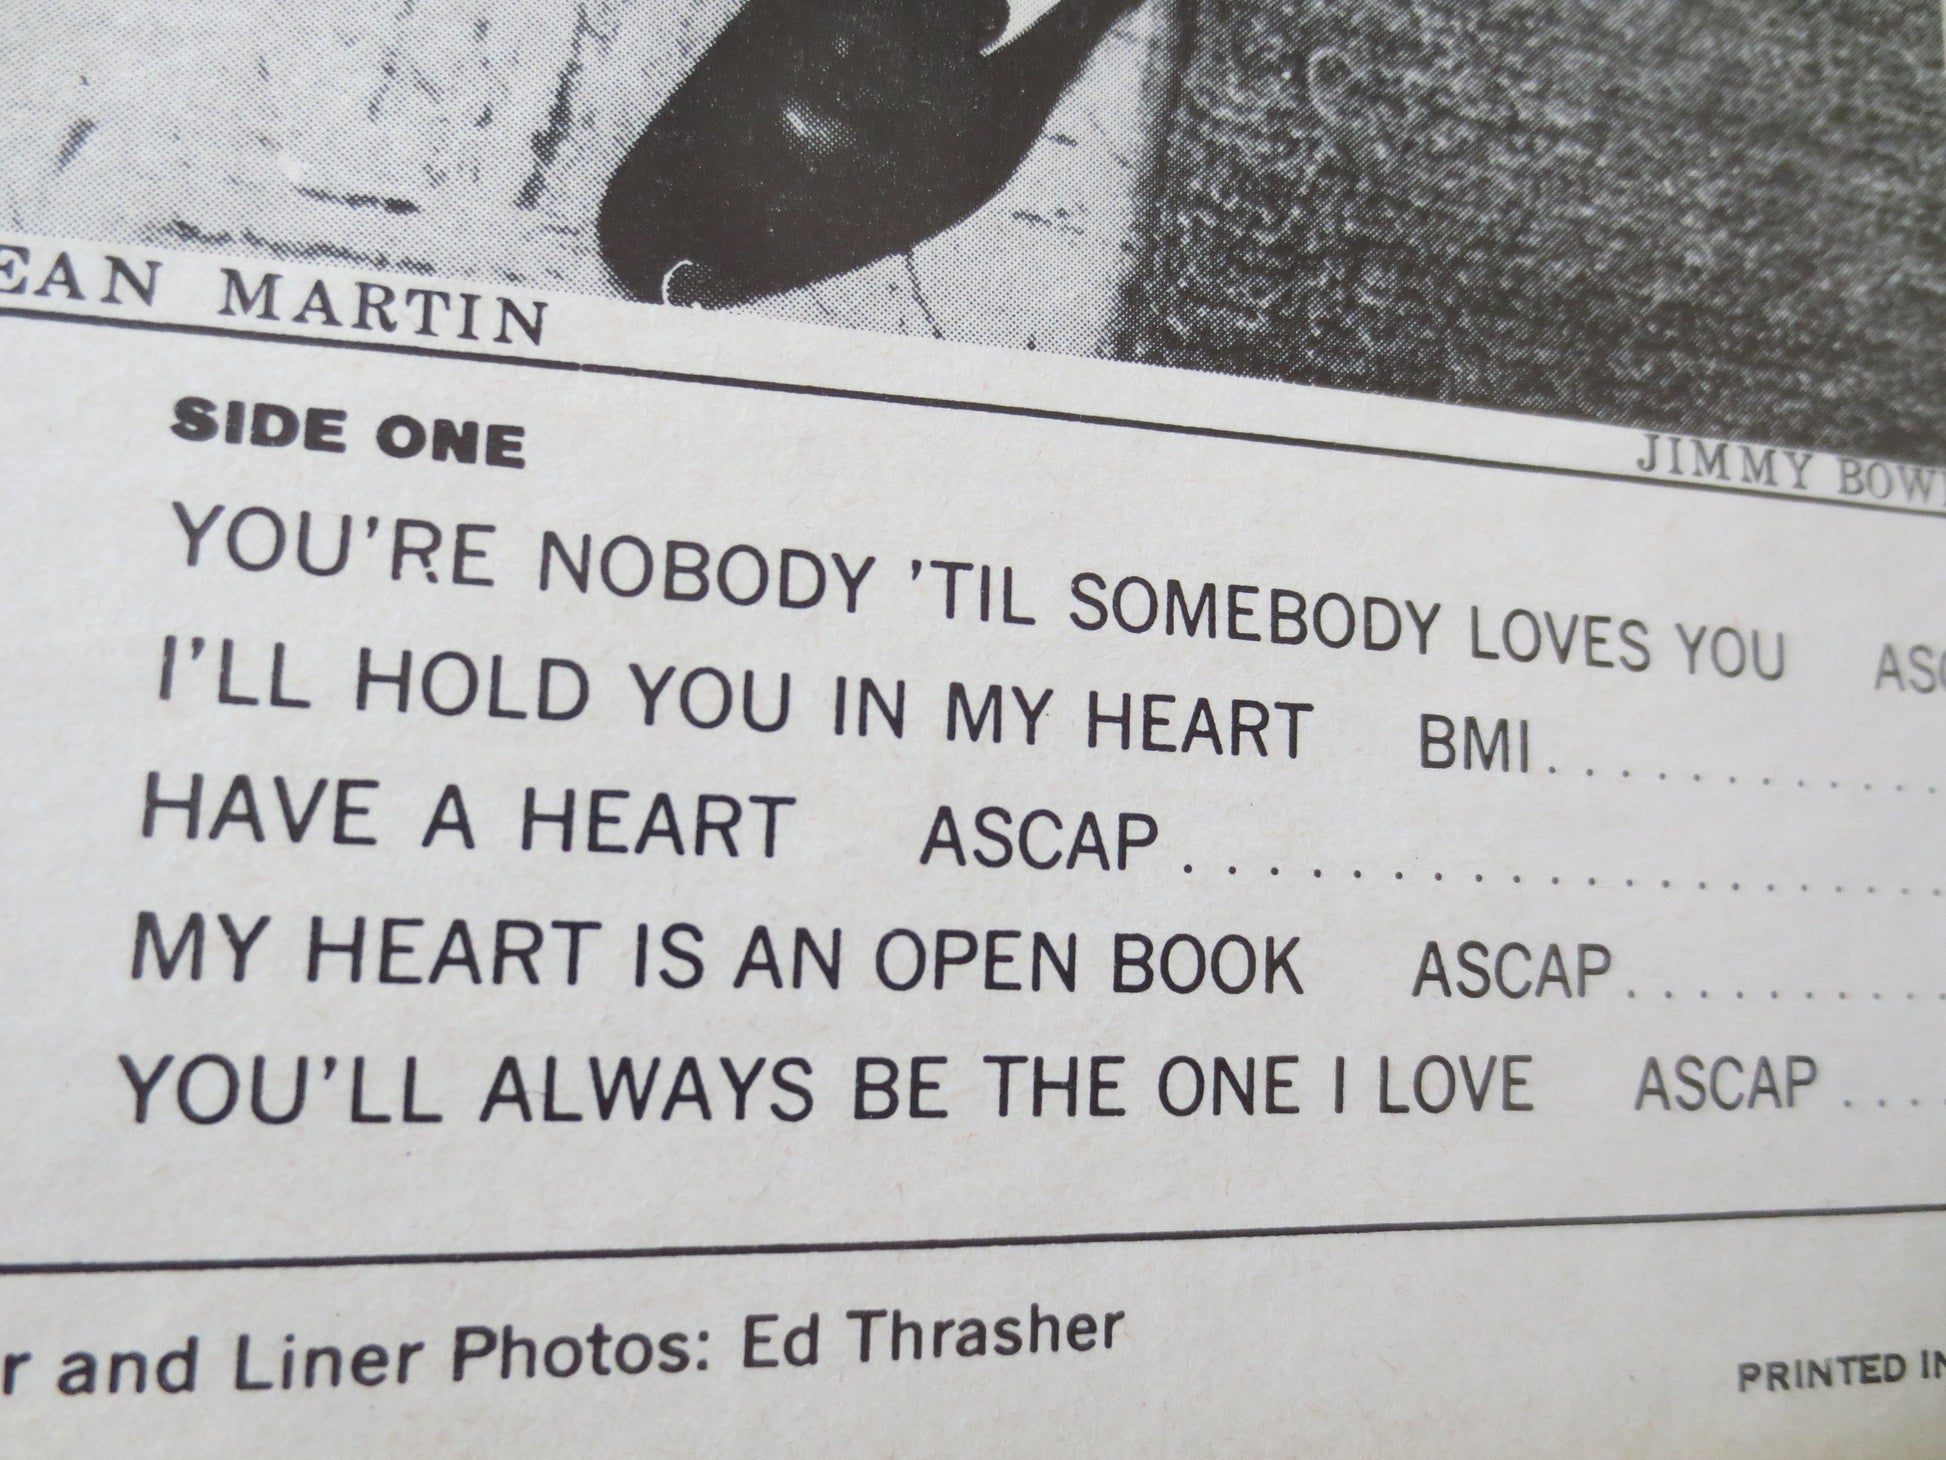 MARTIN
JIMMY
SIDE ONE
YOU'RE NOBODY 'TIL SOMEBODY LOVES YOU
I'LL HOLD YOU IN MY HEART BMI. . . . . . . . . . .
HAVE A HEART ASCAP. . . . . . . . . . . . . . . . . . .
MY HEART IS AN OPEN BOOK ASCAP. . . . . . . . . .
YOU'LL ALWAYS BE THE ONE I LOVE ASCAP . . . .
and Liner Photos: Ed Thrasher
PRINTED IN